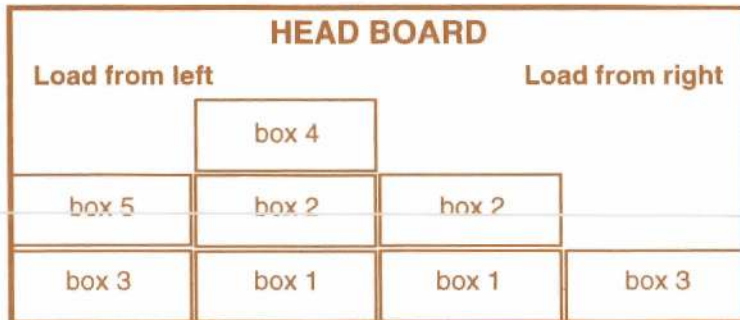 HEAD BOARD
Load from left Load from right
box 4
box 5 box 2 box 2
box 3 box 1 box 1 box 3